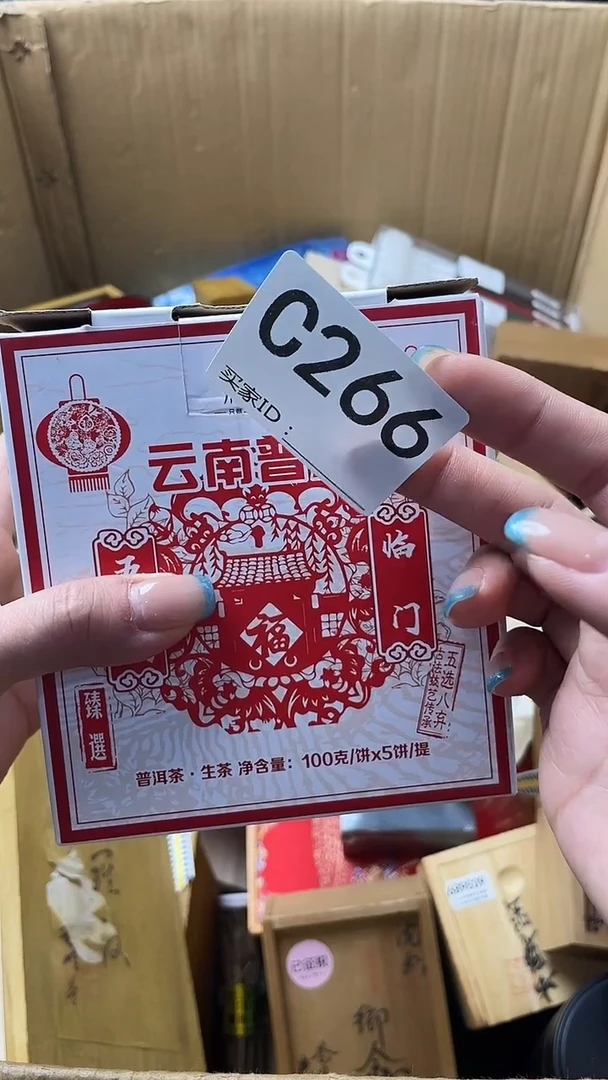 C266
买家ID：
云南普
五
临门
福
臻選
五选八弃
古法技艺传承
普洱茶·生茶 净含量：100克/饼x5饼/提
御